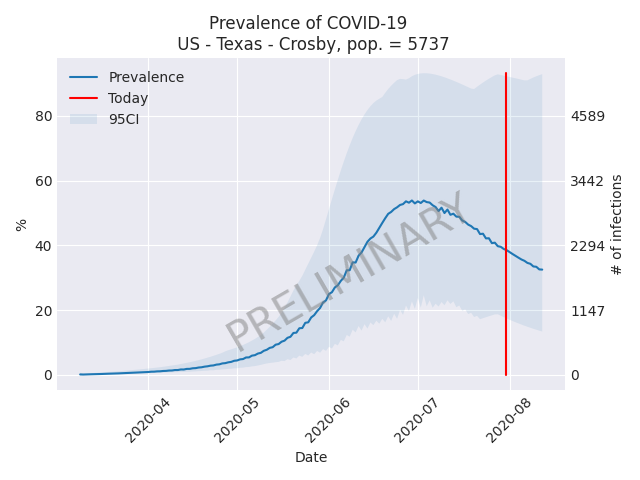 Prevalence of COVID-19
US - Texas - Crosby, pop. = 5737
Prevalence
Today
95CI
80
60
40
20
0
%
4589
3442
2294
1147
0
# of infections
PRELIMINARY
2020-04
2020-05
2020-06
2020-07
2020-08
Date